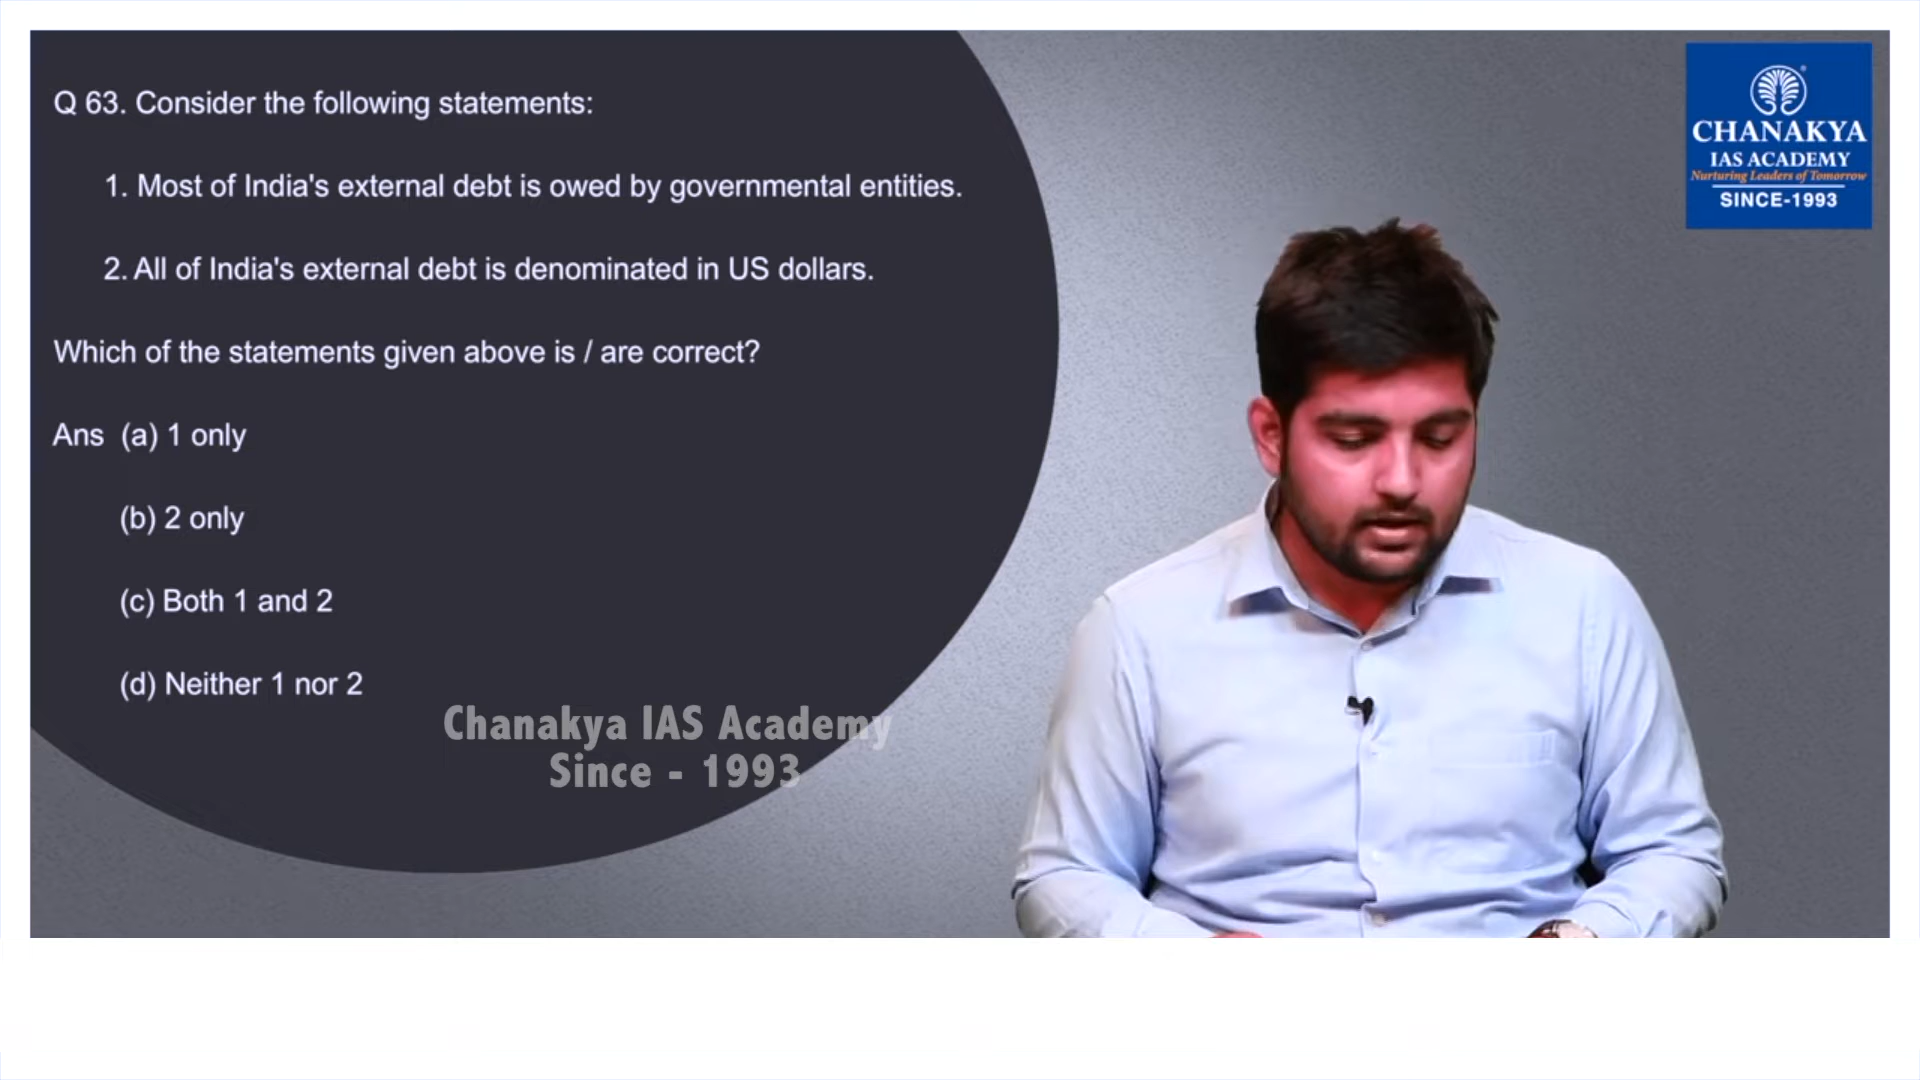 Q 63. Consider the following statements:
1. Most of India's external debt is owed by governmental entities.
2. All of India's external debt is denominated in US dollars.
Which of the statements given above is / are correct?
Ans (a) 1 only
(b) 2 only
(c) Both 1 and 2
(d) Neither 1 nor 2
Chanakya IAS Academy
Since - 1993
CHANAKYA
IAS ACADEMY
Nurturing Leaders of Tomorrow
SINCE-1993